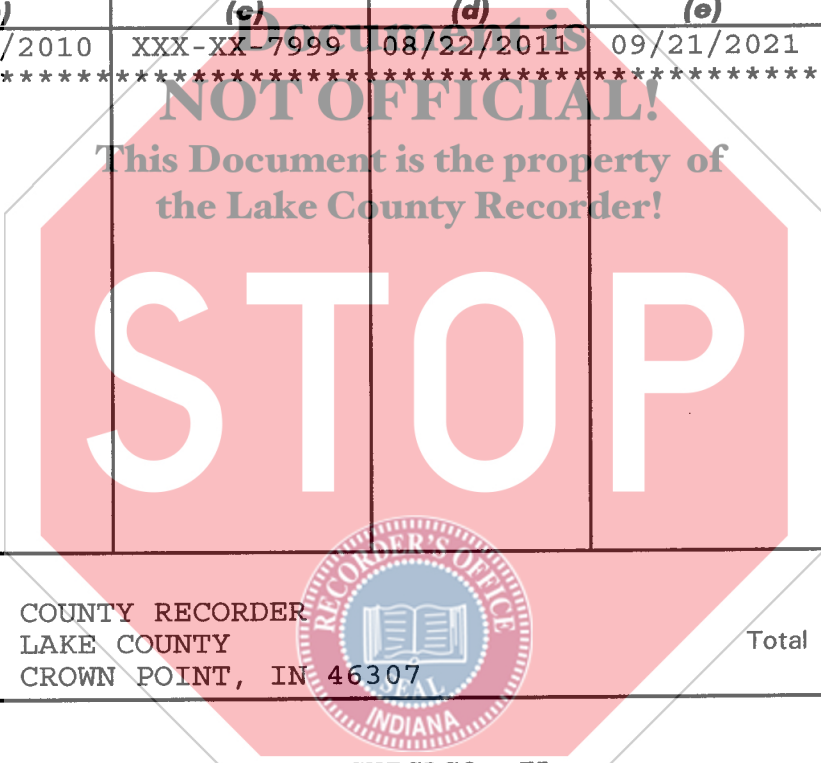 (c) (d) (e)
Document is
/2010 XXX-XX-7999 08/22/2011 09/21/2021
****************************************************
NOT OFFICIAL!
This Document is the property of
the Lake County Recorder!
STOP
RECORDER'S OFFICE
COUNTY RECORDER
LAKE COUNTY
Total
CROWN POINT, IN 46307
SEAL
INDIANA